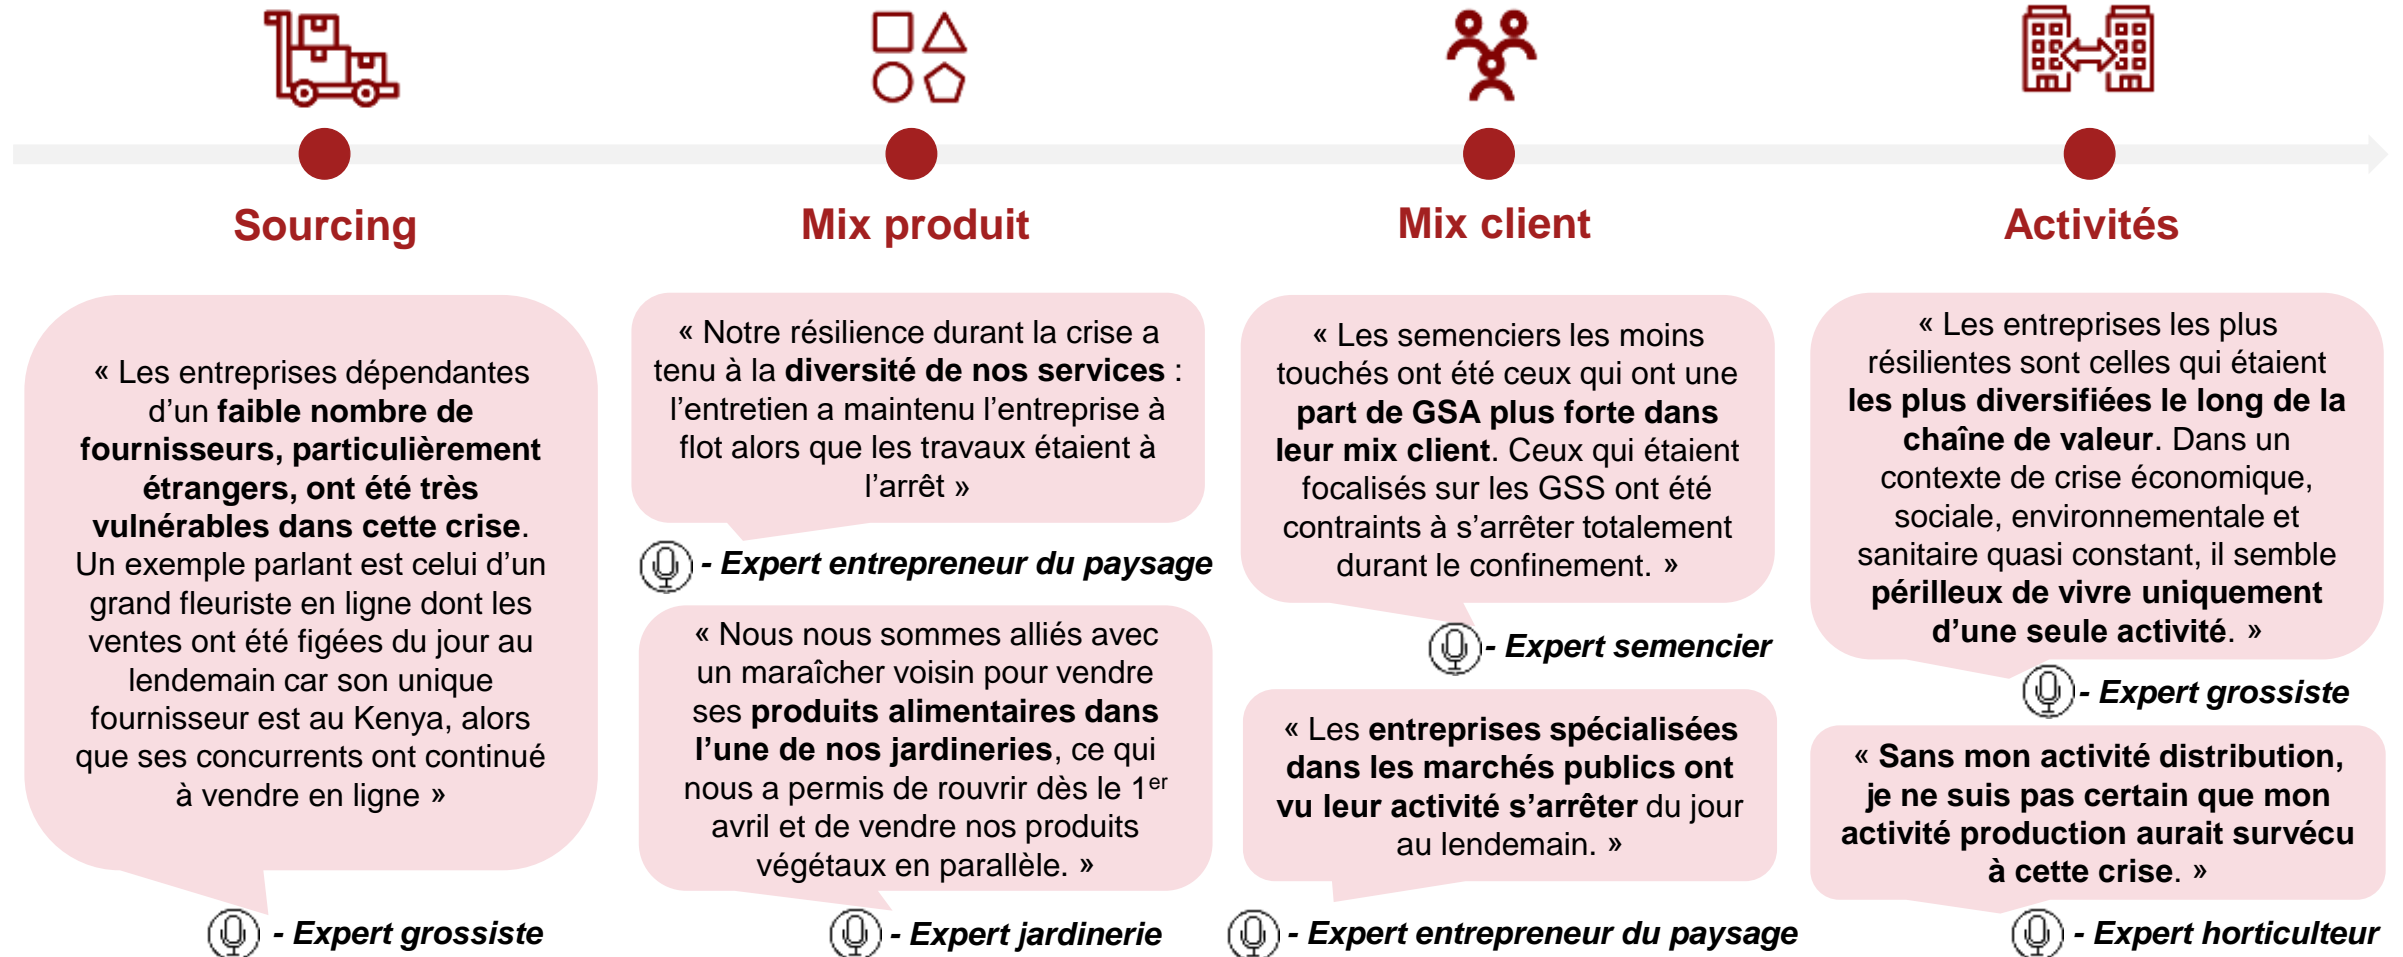 Sourcing
« Les entreprises dépendantes
d’un faible nombre de
fournisseurs, particulièrement
étrangers, ont été très
vulnérables dans cette crise.
Un exemple parlant est celui d’un
grand fleuriste en ligne dont les
ventes ont été figées du jour au
lendemain car son unique
fournisseur est au Kenya, alors
que ses concurrents ont continué
à vendre en ligne »
- Expert grossiste
Mix produit
« Notre résilience durant la crise a
tenu à la diversité de nos services :
l’entretien a maintenu l’entreprise à
flot alors que les travaux étaient à
l’arrêt »
- Expert entrepreneur du paysage
« Nous nous sommes alliés avec
un maraîcher voisin pour vendre
ses produits alimentaires dans
l’une de nos jardineries, ce qui
nous a permis de rouvrir dès le 1er
avril et de vendre nos produits
végétaux en parallèle. »
- Expert jardinerie
Mix client
« Les semenciers les moins
touchés ont été ceux qui ont une
part de GSA plus forte dans
leur mix client. Ceux qui étaient
focalisés sur les GSS ont été
contraints à s’arrêter totalement
durant le confinement. »
- Expert semencier
« Les entreprises spécialisées
dans les marchés publics ont
vu leur activité s’arrêter du jour
au lendemain. »
- Expert entrepreneur du paysage
Activités
« Les entreprises les plus
résilientes sont celles qui étaient
les plus diversifiées le long de la
chaîne de valeur. Dans un
contexte de crise économique,
sociale, environnementale et
sanitaire quasi constant, il semble
périlleux de vivre uniquement
d’une seule activité. »
- Expert grossiste
« Sans mon activité distribution,
je ne suis pas certain que mon
activité production aurait survécu
à cette crise. »
- Expert horticulteur